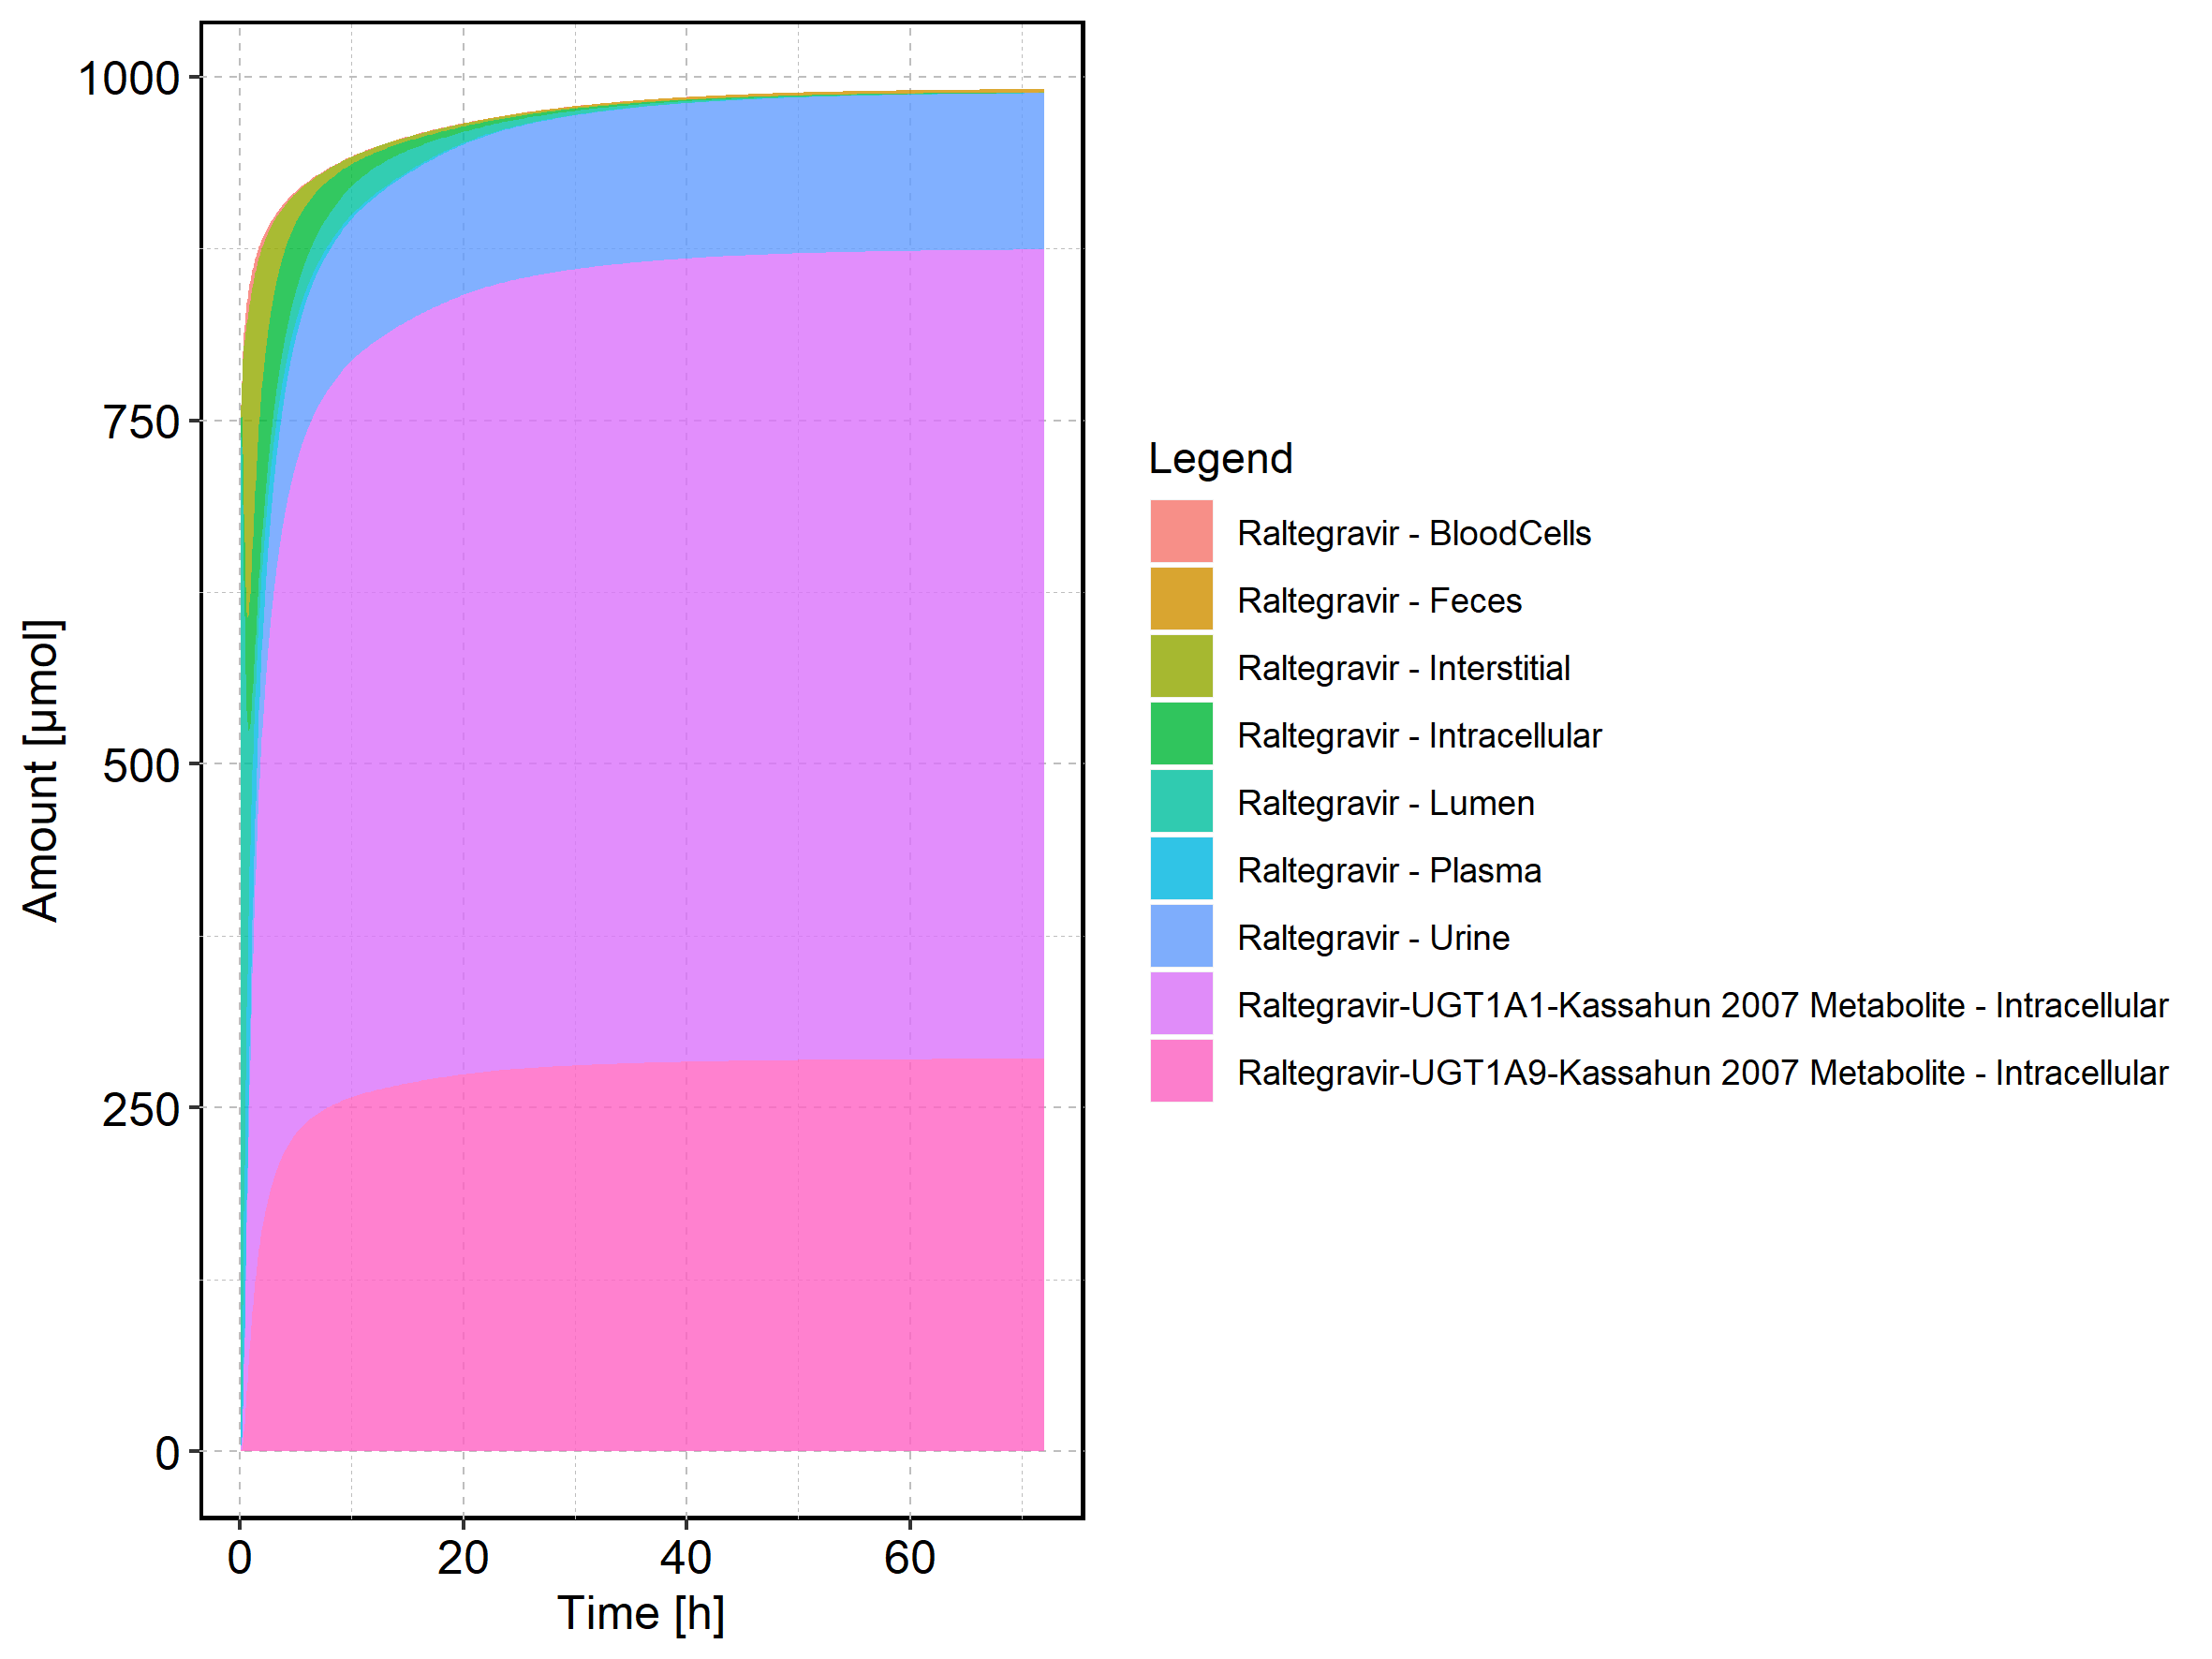 1000
750
500
250
0
Amount [µmol]
0 20 40 60
Time [h]
Legend
Raltegravir - BloodCells
Raltegravir - Feces
Raltegravir - Interstitial
Raltegravir - Intracellular
Raltegravir - Lumen
Raltegravir - Plasma
Raltegravir - Urine
Raltegravir-UGT1A1-Kassahun 2007 Metabolite - Intracellular
Raltegravir-UGT1A9-Kassahun 2007 Metabolite - Intracellular